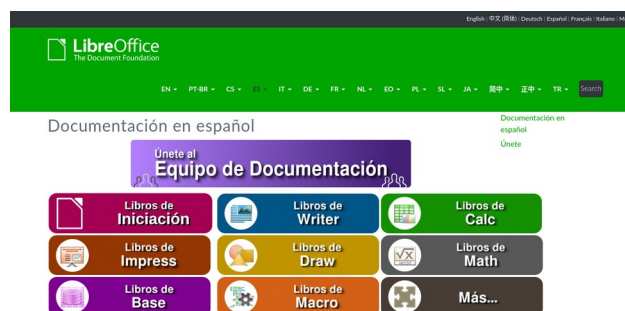 English | 中文 (简体) | Deutsch | Español | Français | Italiano | M
LibreOffice
The Document Foundation
EN PT-BR CS ES IT DE FR NL EO PL SL JA 简中 正中 TR Search
Documentación en español
Documentación en español
Únete
Únete al
Equipo de Documentación
Libros de
Iniciación
Libros de
Writer
Libros de
Calc
Libros de
Impress
Libros de
Draw
Libros de
Math
Libros de
Base
Libros de
Macro
Más...